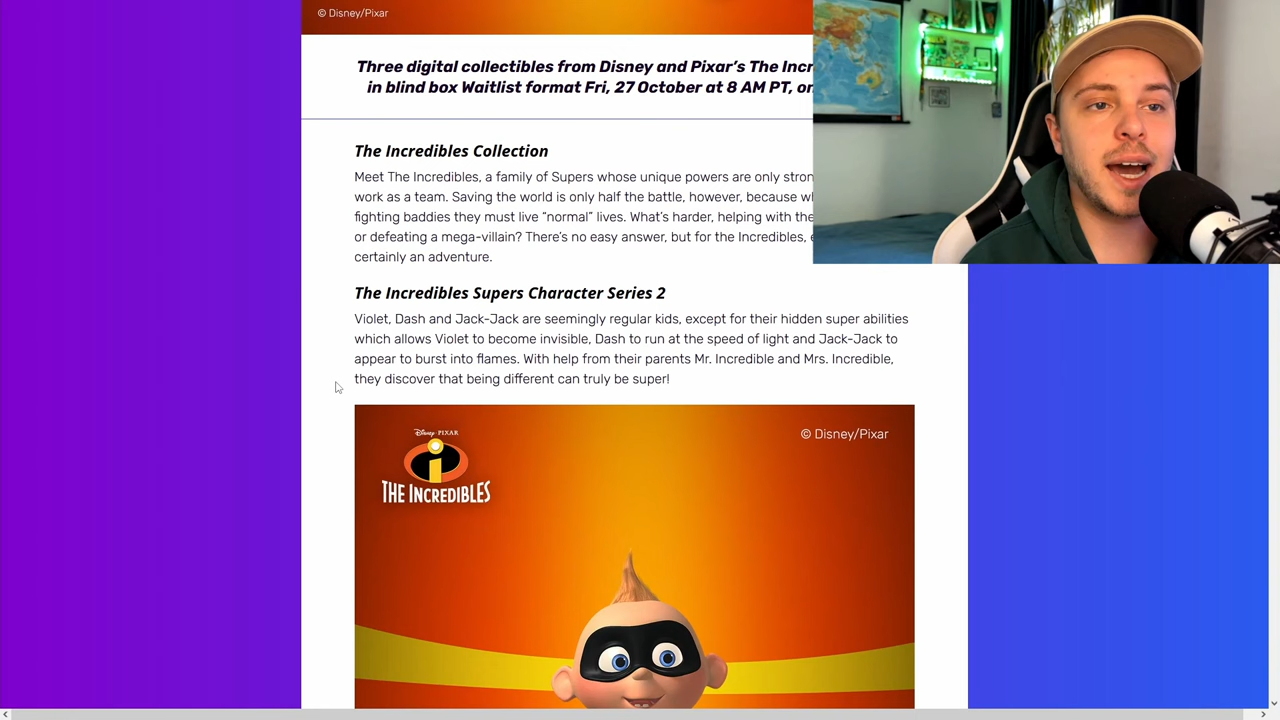 © Disney/Pixar
Three digital collectibles from Disney and Pixar’s The Incr
in blind box Waitlist format Fri, 27 October at 8 AM PT, on
The Incredibles Collection
Meet The Incredibles, a family of Supers whose unique powers are only stron
work as a team. Saving the world is only half the battle, however, because wh
fighting baddies they must live “normal” lives. What’s harder, helping with the
or defeating a mega-villain? There’s no easy answer, but for the Incredibles, e
certainly an adventure.
The Incredibles Supers Character Series 2
Violet, Dash and Jack-Jack are seemingly regular kids, except for their hidden super abilities
which allows Violet to become invisible, Dash to run at the speed of light and Jack-Jack to
appear to burst into flames. With help from their parents Mr. Incredible and Mrs. Incredible,
they discover that being different can truly be super!
Disney·PIXAR
THE INCREDIBLES
© Disney/Pixar